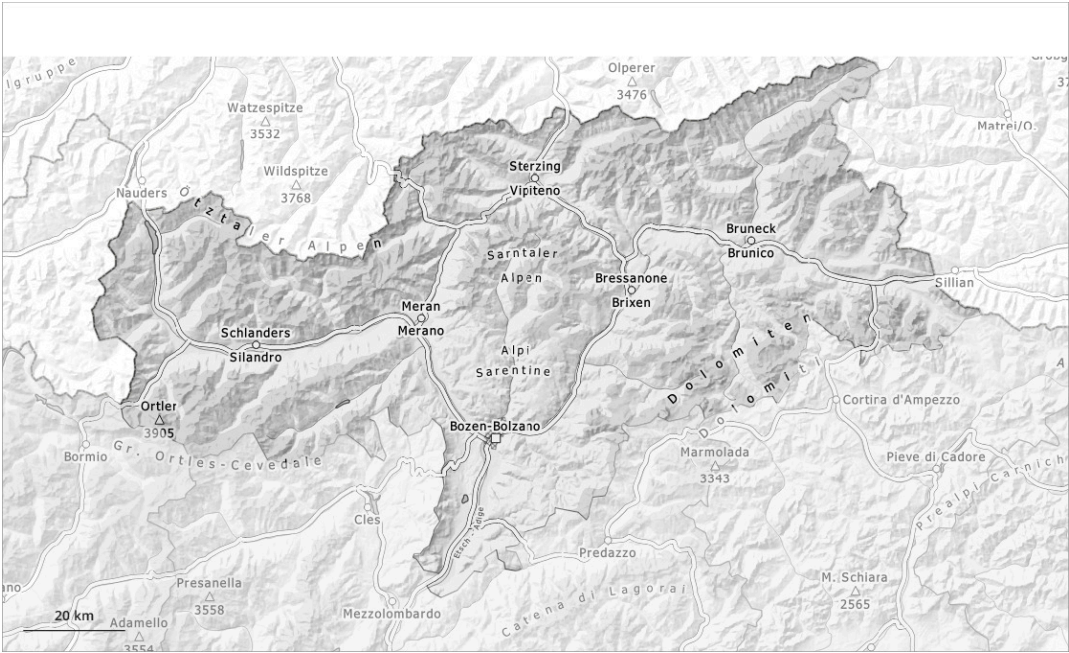 Olperer
3476
Watzespitze
3532
Matrei/O.
Wildspitze
3768
Nauders
Sterzing
Vipiteno
Ötztaler Alpen
Bruneck
Brunico
Sarntaler
Alpen
Bressanone
Brixen
Sillian
Meran
Merano
Schlanders
Silandro
Alpi
Sarentine
Dolomiten
Dolomiti
Ortler
3905
Cortira d'Ampezzo
Bozen-Bolzano
Gr. Ortles-Cevedale
Bormio
Marmolada
3343
Pieve di Cadore
Prealpi Carnich
Cles
Etsch - Adige
Predazzo
Presanella
3558
M. Schiara
2565
Mezzolombardo
Catena di Lagorai
20 km
Adamello
3554